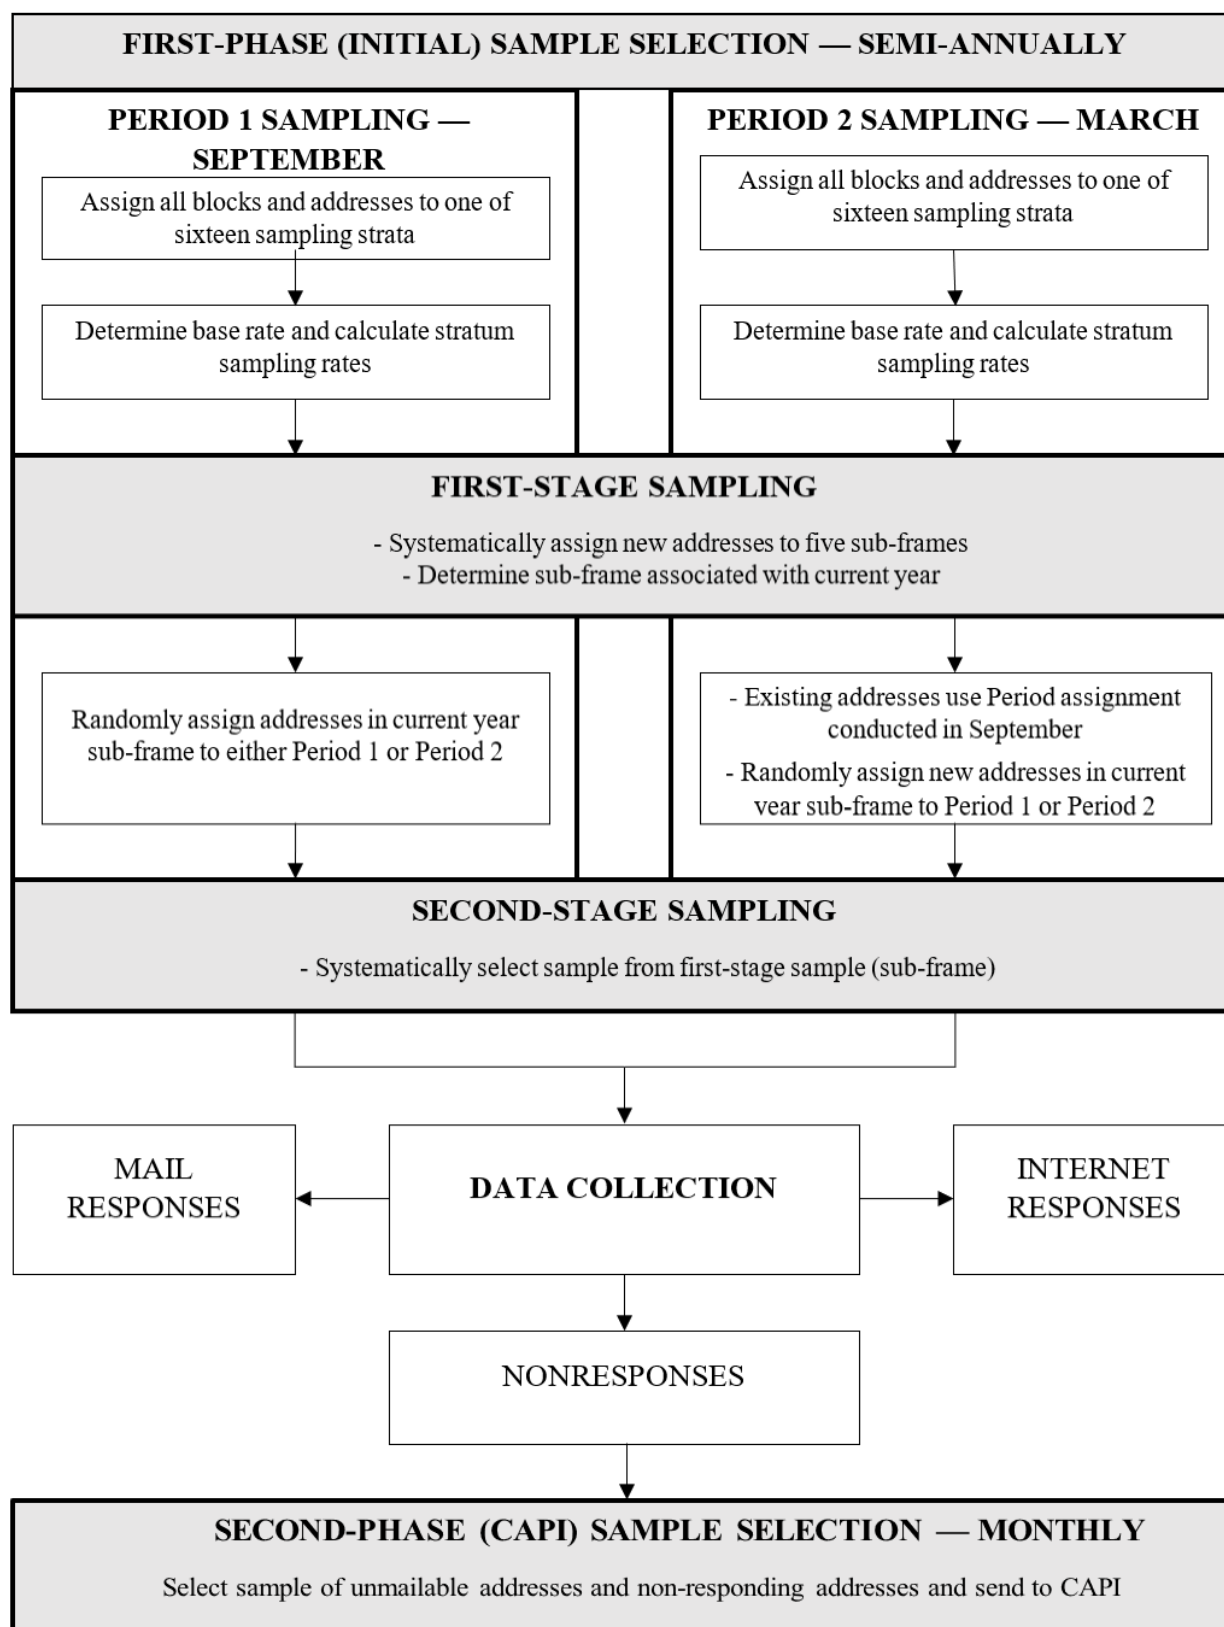 FIRST-PHASE (INITIAL) SAMPLE SELECTION — SEMI-ANNUALLY
PERIOD 1 SAMPLING —
SEPTEMBER
Assign all blocks and addresses to one of
sixteen sampling strata
Determine base rate and calculate stratum
sampling rates
PERIOD 2 SAMPLING — MARCH
Assign all blocks and addresses to one of
sixteen sampling strata
Determine base rate and calculate stratum
sampling rates
FIRST-STAGE SAMPLING
- Systematically assign new addresses to five sub-frames
- Determine sub-frame associated with current year
Randomly assign addresses in current year
sub-frame to either Period 1 or Period 2
- Existing addresses use Period assignment
conducted in September
- Randomly assign new addresses in current
year sub-frame to Period 1 or Period 2
SECOND-STAGE SAMPLING
- Systematically select sample from first-stage sample (sub-frame)
MAIL
RESPONSES
DATA COLLECTION
INTERNET
RESPONSES
NONRESPONSES
SECOND-PHASE (CAPI) SAMPLE SELECTION — MONTHLY
Select sample of unmailable addresses and non-responding addresses and send to CAPI